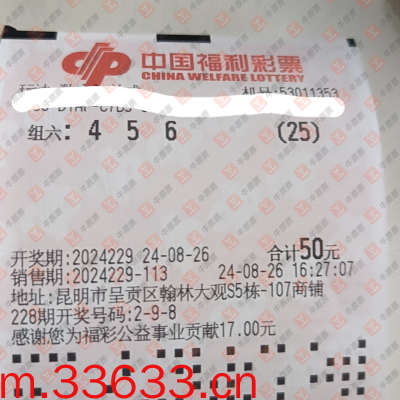 中国福利彩票
CHINA WELFARE LOTTERY
机号:53011353
组六: 4 5 6 (25)
开奖期:2024229 24-08-26 合计50元
销售期:2024229-113 24-08-26 16:27:07
地址:昆明市呈贡区翰林大观S5栋-107商铺
228期开奖号码:2-9-8
感谢您为福彩公益事业贡献17.00元
m.33633.cn